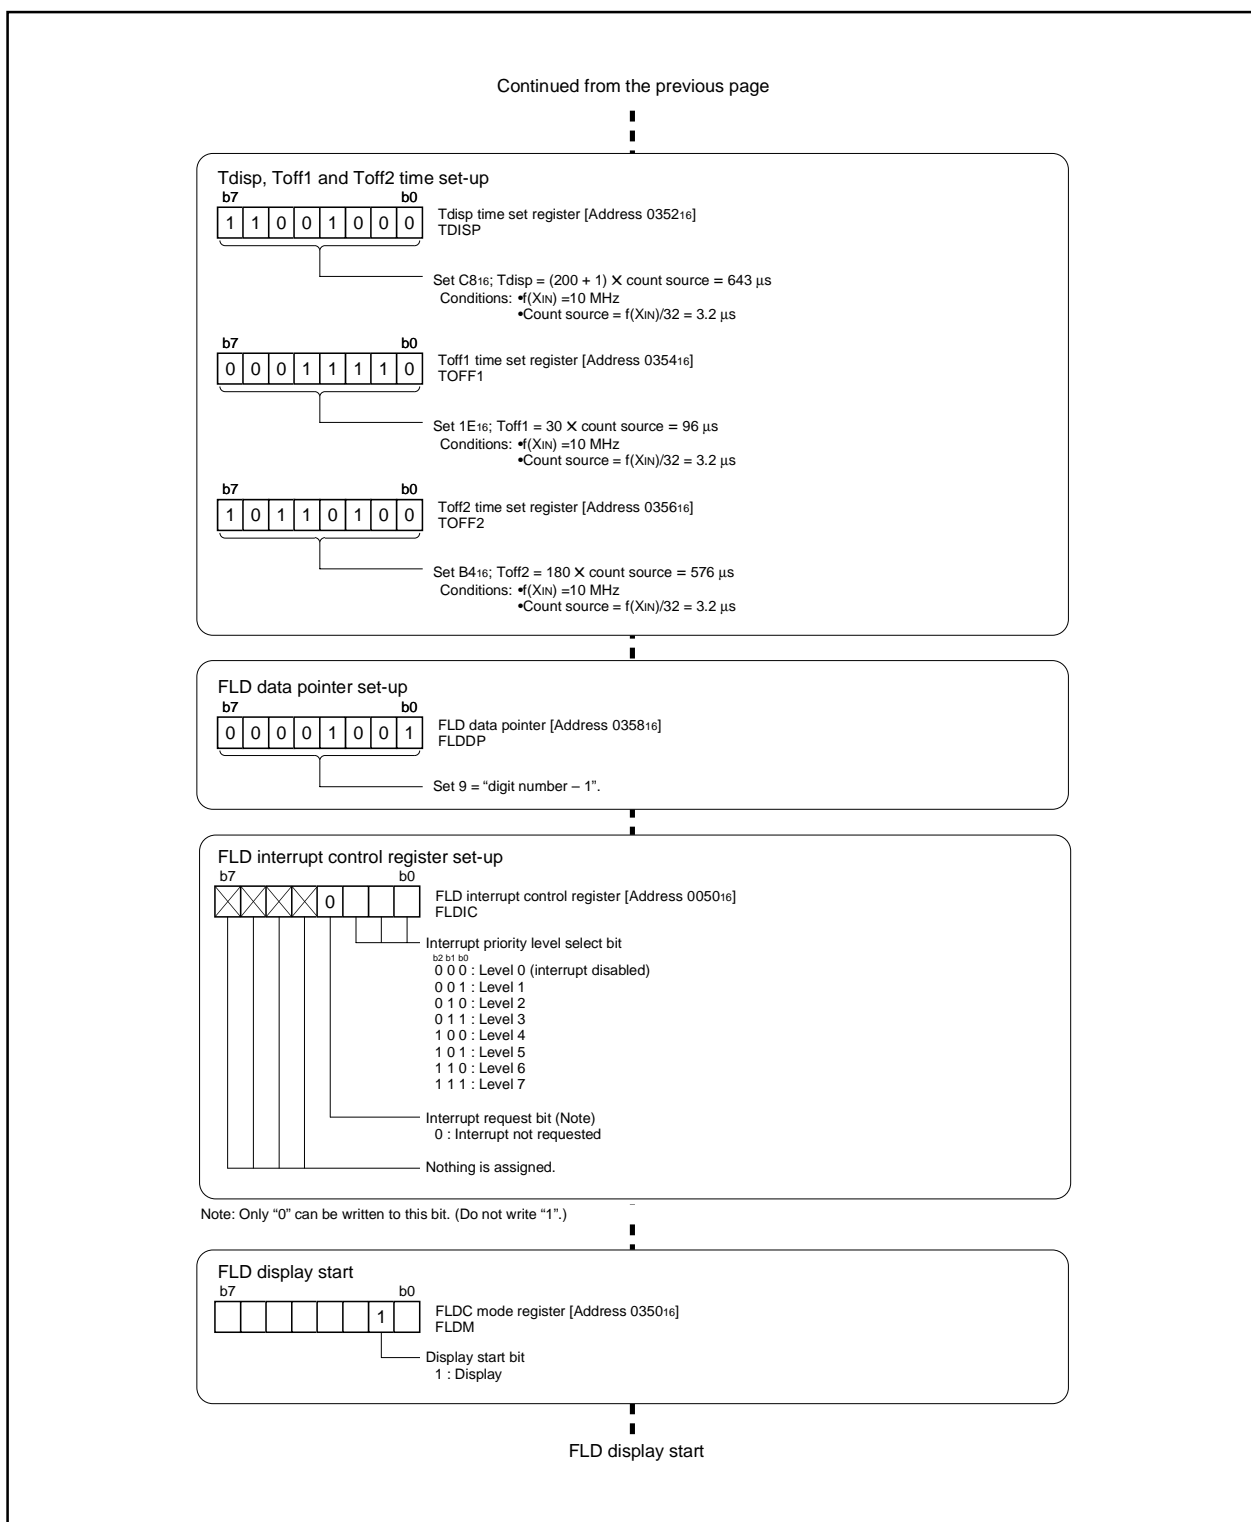 Continued from the previous page
Tdisp, Toff1 and Toff2 time set-up
b7 b0
1 1 0 0 1 0 0 0
Tdisp time set register [Address 035216]
TDISP
Set C816; Tdisp = (200 + 1) ✕ count source = 643 µs
Conditions: •f(XIN) =10 MHz
•Count source = f(XIN)/32 = 3.2 µs
b7 b0
0 0 0 1 1 1 1 0
Toff1 time set register [Address 035416]
TOFF1
Set 1E16; Toff1 = 30 ✕ count source = 96 µs
Conditions: •f(XIN) =10 MHz
•Count source = f(XIN)/32 = 3.2 µs
b7 b0
1 0 1 1 0 1 0 0
Toff2 time set register [Address 035616]
TOFF2
Set B416; Toff2 = 180 ✕ count source = 576 µs
Conditions: •f(XIN) =10 MHz
•Count source = f(XIN)/32 = 3.2 µs
FLD data pointer set-up
b7 b0
0 0 0 0 1 0 0 1
FLD data pointer [Address 035816]
FLDDP
Set 9 = “digit number – 1”.
FLD interrupt control register set-up
b7 b0
0
FLD interrupt control register [Address 005016]
FLDIC
Interrupt priority level select bit
b2 b1 b0
0 0 0 : Level 0 (interrupt disabled)
0 0 1 : Level 1
0 1 0 : Level 2
0 1 1 : Level 3
1 0 0 : Level 4
1 0 1 : Level 5
1 1 0 : Level 6
1 1 1 : Level 7
Interrupt request bit (Note)
0 : Interrupt not requested
Nothing is assigned.
Note: Only “0” can be written to this bit. (Do not write “1”.)
FLD display start
b7 b0
1
FLDC mode register [Address 035016]
FLDM
Display start bit
1 : Display
FLD display start